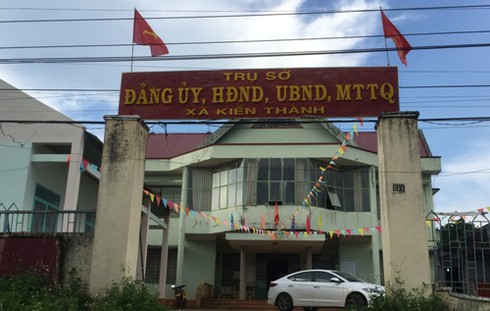 TRỤ SỞ
ĐẢNG ỦY, HĐND, UBND, MTTQ
XÃ KIẾN THÀNH